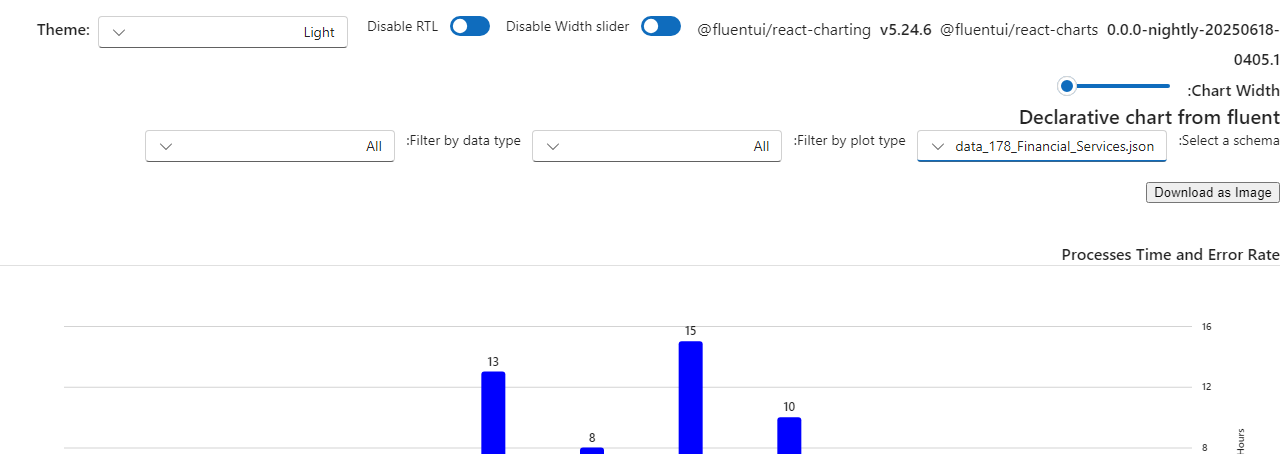 Theme: Light Disable RTL Disable Width slider @fluentui/react-charting v5.24.6 @fluentui/react-charts 0.0.0-nightly-20250618-
0405.1
:Chart Width
Declarative chart from fluent
:Select a schema data_178_Financial_Services.json :Filter by plot type All :Filter by data type All
Download as Image
Processes Time and Error Rate
16
15
13
12
10
8
8
Hours